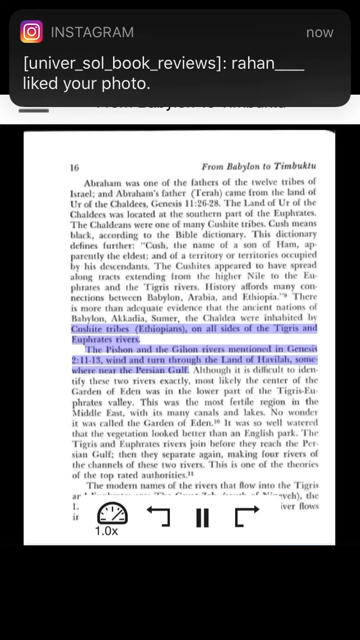 INSTAGRAM
now
[univer_sol_book_reviews]: rahan____
liked your photo.
16
From Babylon to Timbuktu
Abraham was one of the fathers of the twelve tribes of
Israel; and Abraham's father (Terah) came from the land of
Ur of the Chaldees, Genesis 11:26-28. The Land of Ur of the
Chaldees was located at the southern part of the Euphrates.
The Chaldeans were one of many Cushite tribes. Cush means
black, according to the Bible dictionary. This dictionary
defines further: "Cush, the name of a son of Ham, ap-
parently the eldest; and of a territory or territories occupied
by his descendants. The Cushites appeared to have spread
along tracts extending from the higher Nile to the Eu-
phrates and the Tigris rivers. History affords many con-
nections between Babylon, Arabia, and Ethiopia."⁹ There
is more than adequate evidence that the ancient nations of
Babylon, Akkadia, Sumer, the Chaldea were inhabited by
Cushite tribes (Ethiopians), on all sides of the Tigris and
Euphrates rivers.
The Pishon and the Gihon rivers mentioned in Genesis
2:11-13, wind and turn through the Land of Havilah, some-
where near the Persian Gulf. Although it is difficult to iden-
tify these two rivers exactly, most likely the center of the
Garden of Eden was in the lower part of the Tigris-Eu-
phrates valley. This was the most fertile region in the
Middle East, with its many canals and lakes. No wonder
it was called the Garden of Eden.¹⁰ It was so well watered
that the vegetation looked better than an English park. The
Tigris and Euphrates rivers join before they reach the Per-
sian Gulf; then they separate again, making four rivers of
the channels of these two rivers. This is one of the theories
of the top rated authorities.¹¹
The modern names of the rivers that flow into the Tigris
the
iver flows
1.0x